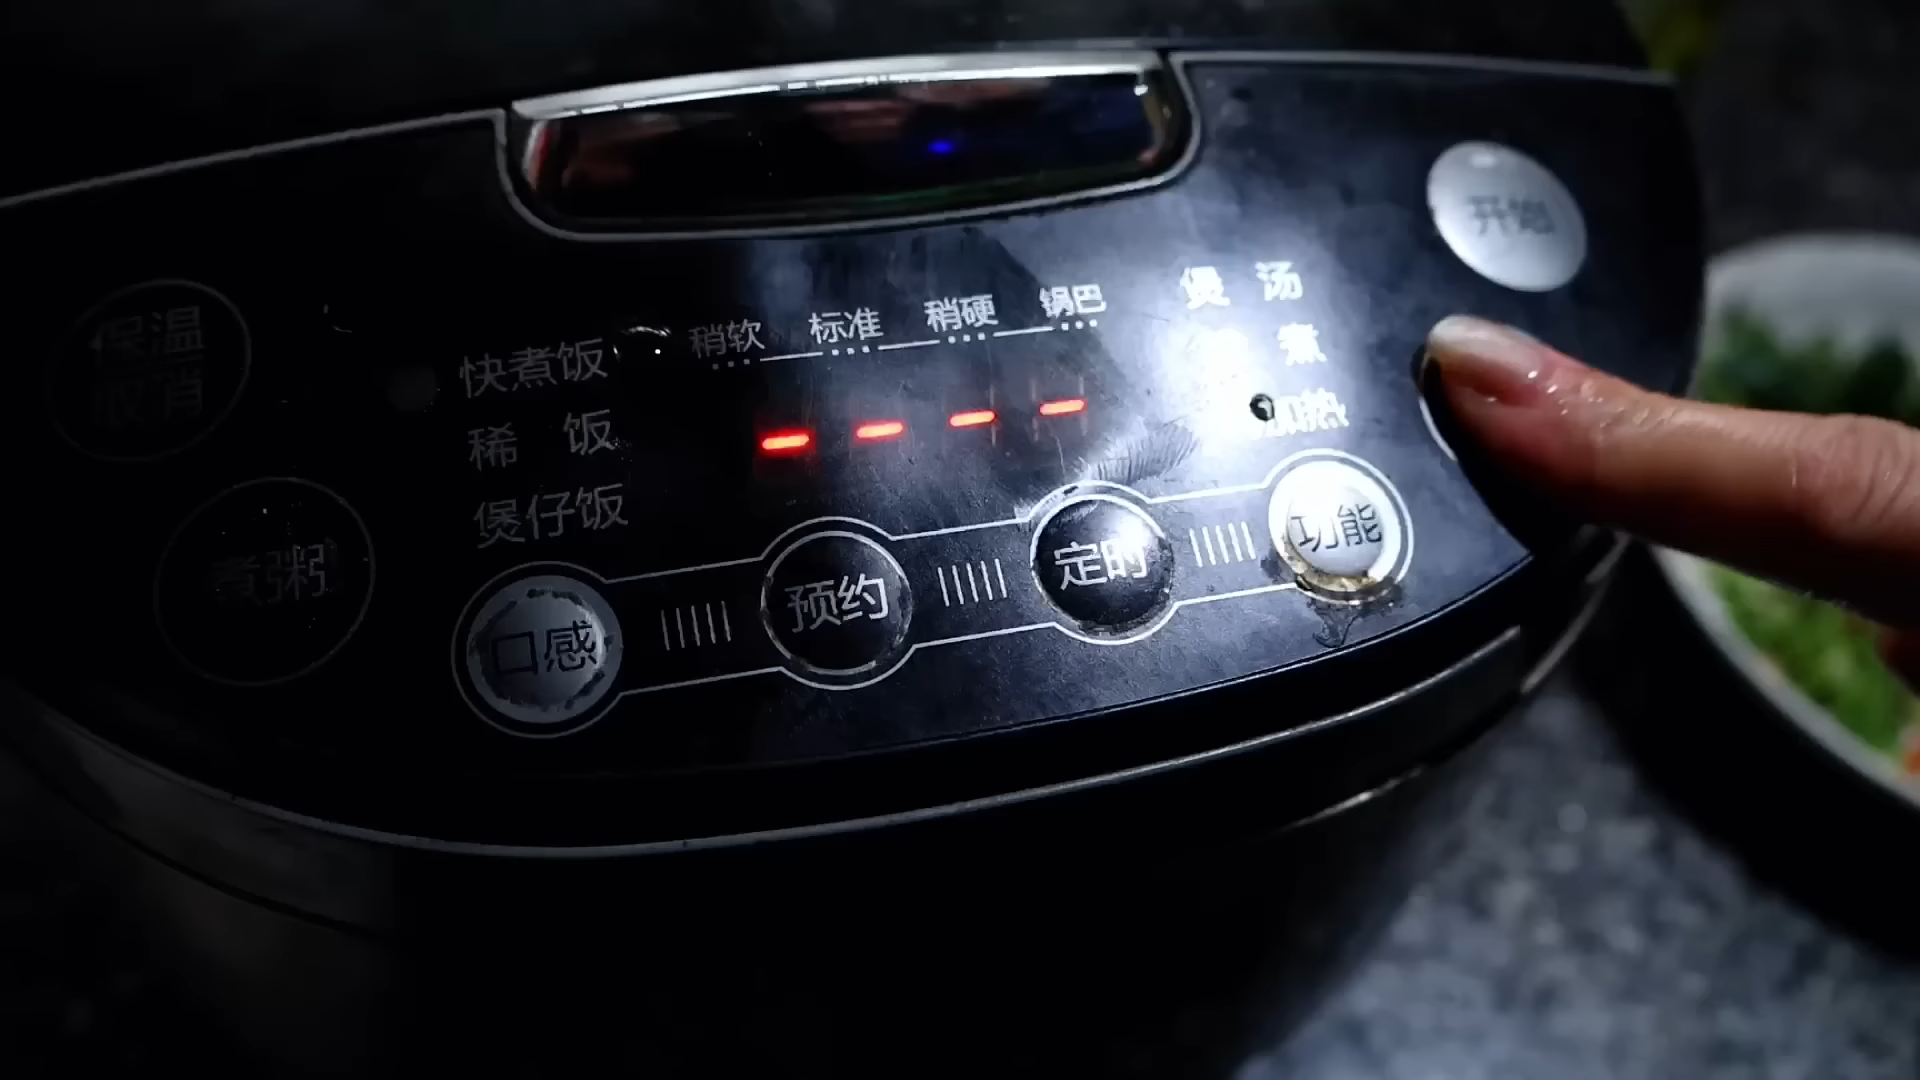 开始
煲 汤
煮
加热
稍软 标准 稍硬 锅巴
快煮饭
稀 饭
煲仔饭
保温
取消
煮粥
口感 预约 定时 功能